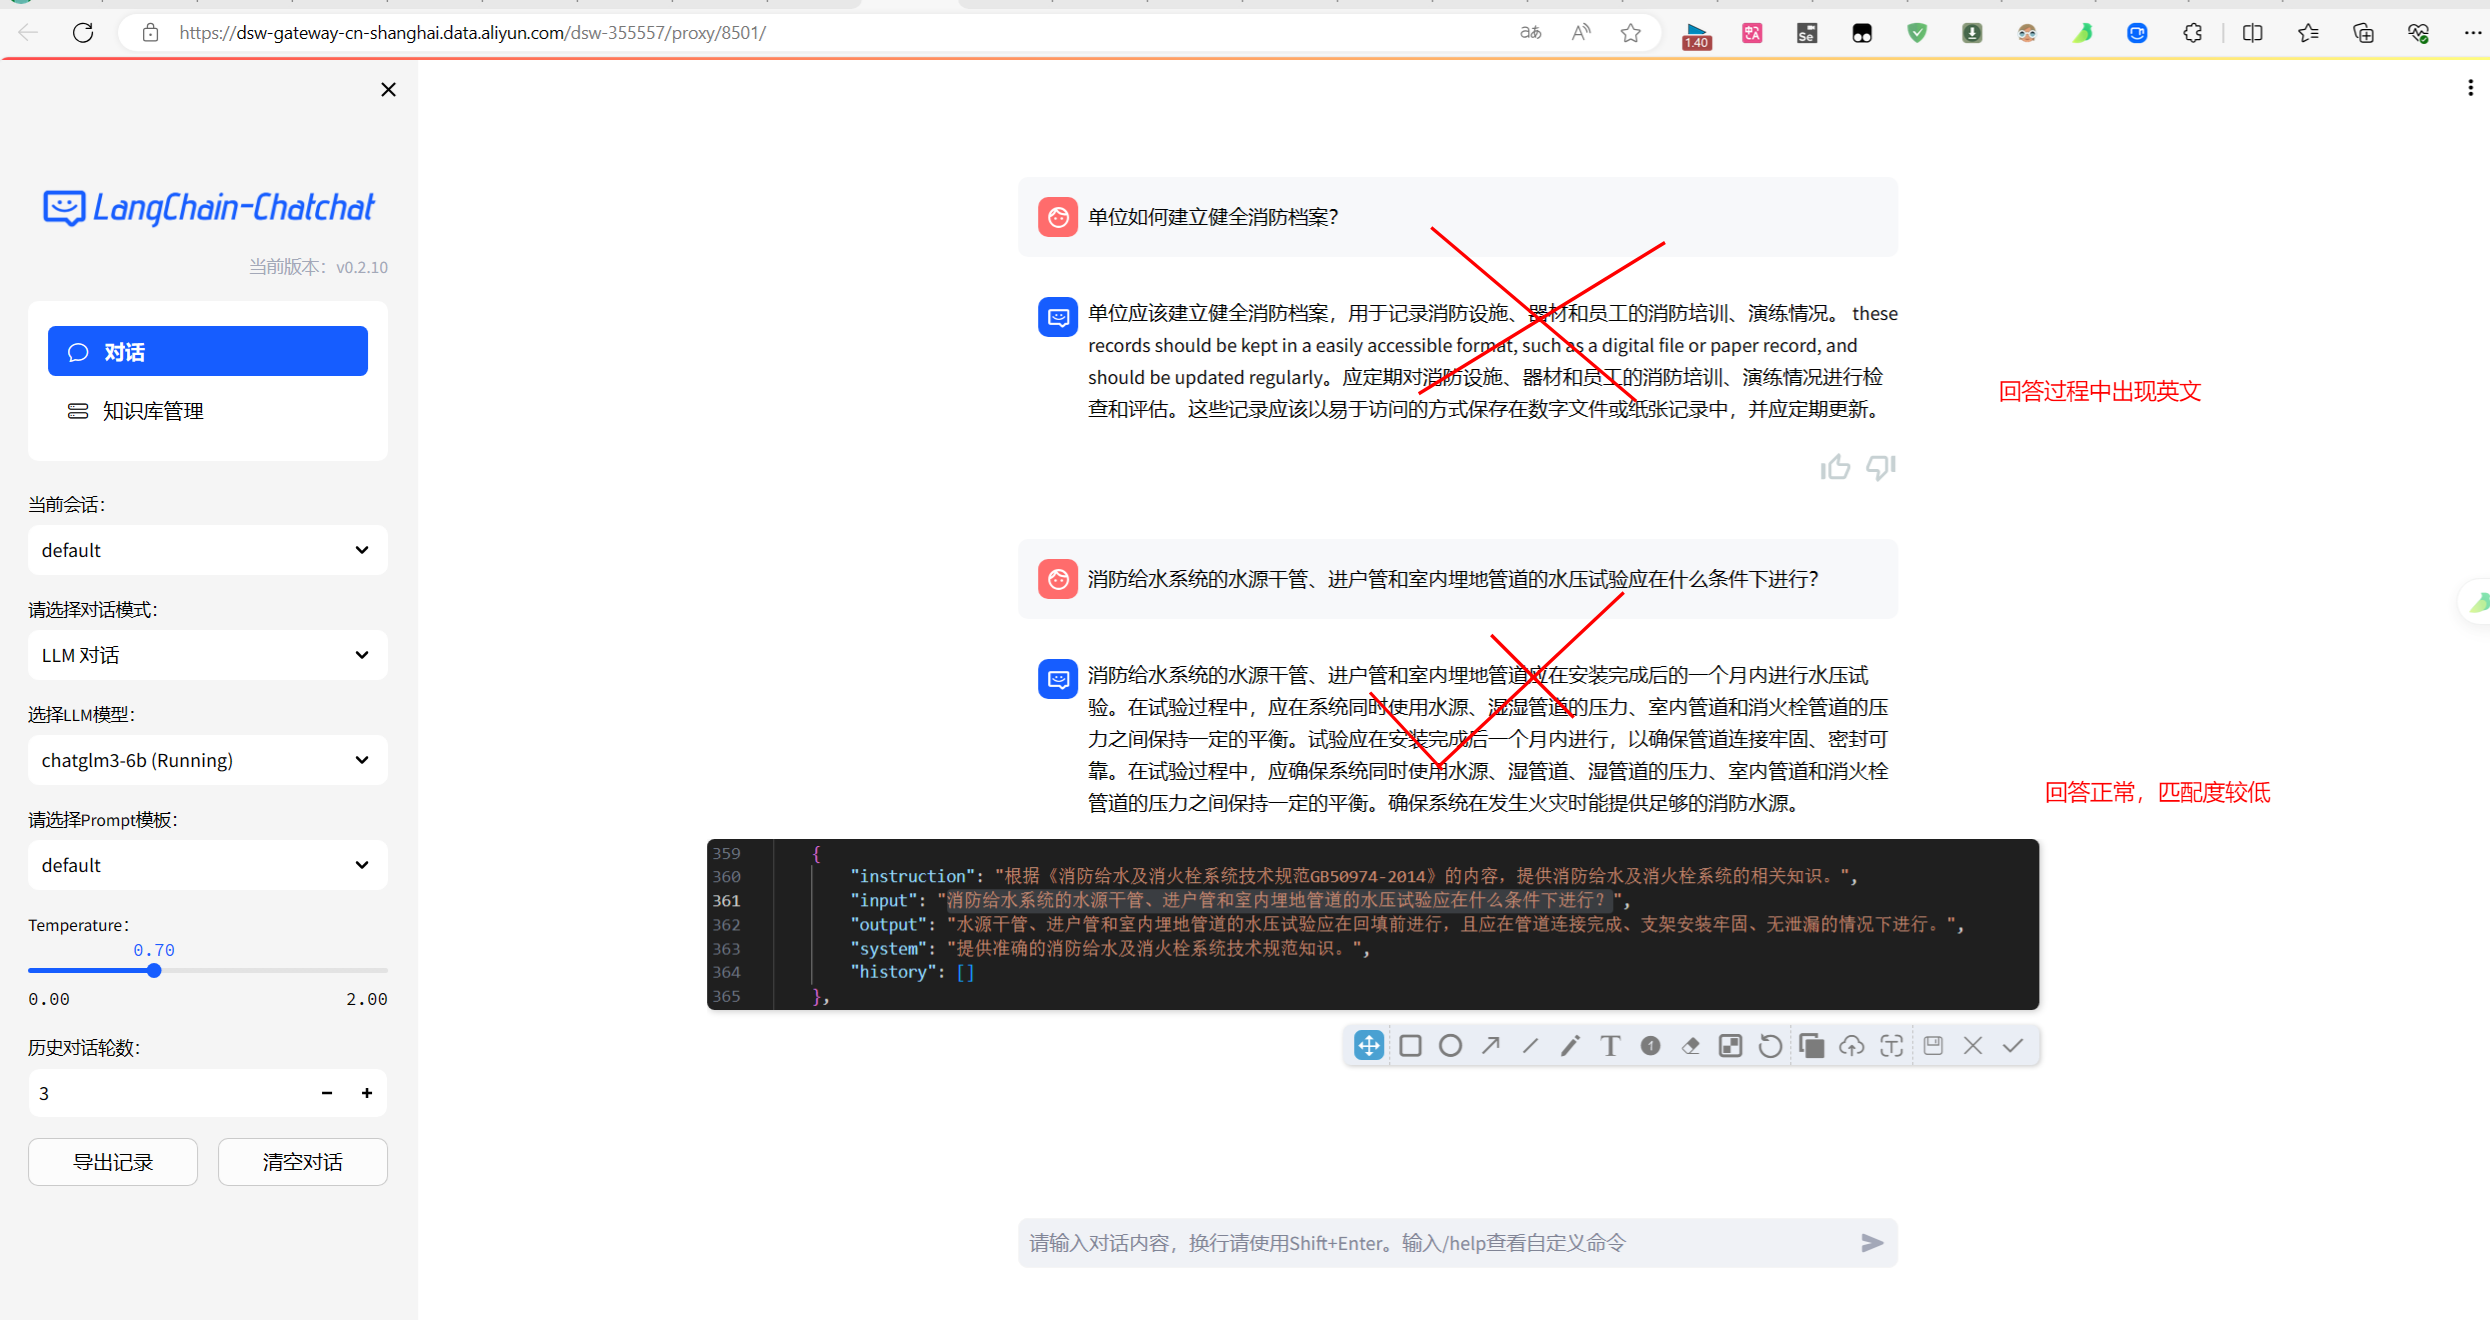 https://dsw-gateway-cn-shanghai.data.aliyun.com/dsw-355557/proxy/8501/
1.40
LangChain-Chatchat
当前版本：v0.2.10
对话
知识库管理
当前会话：
default
请选择对话模式：
LLM 对话
选择LLM模型：
chatglm3-6b (Running)
请选择Prompt模板：
default
Temperature：
0.70
0.00 2.00
历史对话轮数：
3
导出记录 清空对话
单位如何建立健全消防档案？
单位应该建立健全消防档案，用于记录消防设施、器材和员工的消防培训、演练情况。 these
records should be kept in a easily accessible format, such as a digital file or paper record, and
should be updated regularly。应定期对消防设施、器材和员工的消防培训、演练情况进行检
查和评估。这些记录应该以易于访问的方式保存在数字文件或纸张记录中，并应定期更新。
回答过程中出现英文
消防给水系统的水源干管、进户管和室内埋地管道的水压试验应在什么条件下进行？
消防给水系统的水源干管、进户管和室内埋地管道应在安装完成后的一个月内进行水压试
验。在试验过程中，应在系统同时使用水源、湿湿管道的压力、室内管道和消火栓管道的压
力之间保持一定的平衡。试验应在安装完成后一个月内进行，以确保管道连接牢固、密封可
靠。在试验过程中，应确保系统同时使用水源、湿管道、湿管道的压力、室内管道和消火栓
管道的压力之间保持一定的平衡。确保系统在发生火灾时能提供足够的消防水源。
回答正常，匹配度较低
359 {
360 "instruction": "根据《消防给水及消火栓系统技术规范GB50974-2014》的内容，提供消防给水及消火栓系统的相关知识。",
361 "input": "消防给水系统的水源干管、进户管和室内埋地管道的水压试验应在什么条件下进行？",
362 "output": "水源干管、进户管和室内埋地管道的水压试验应在回填前进行，且应在管道连接完成、支架安装牢固、无泄漏的情况下进行。",
363 "system": "提供准确的消防给水及消火栓系统技术规范知识。",
364 "history": []
365 },
请输入对话内容，换行请使用Shift+Enter。输入/help查看自定义命令